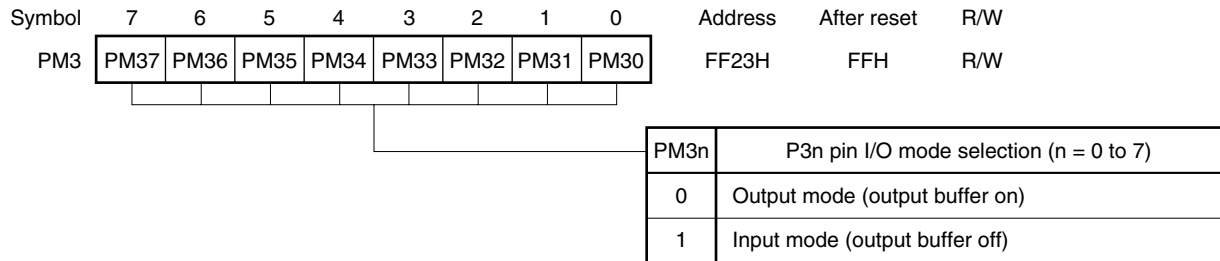 Symbol 7 6 5 4 3 2 1 0 Address After reset R/W
PM3 PM37 PM36 PM35 PM34 PM33 PM32 PM31 PM30 FF23H FFH R/W
PM3n P3n pin I/O mode selection (n = 0 to 7)
0 Output mode (output buffer on)
1 Input mode (output buffer off)